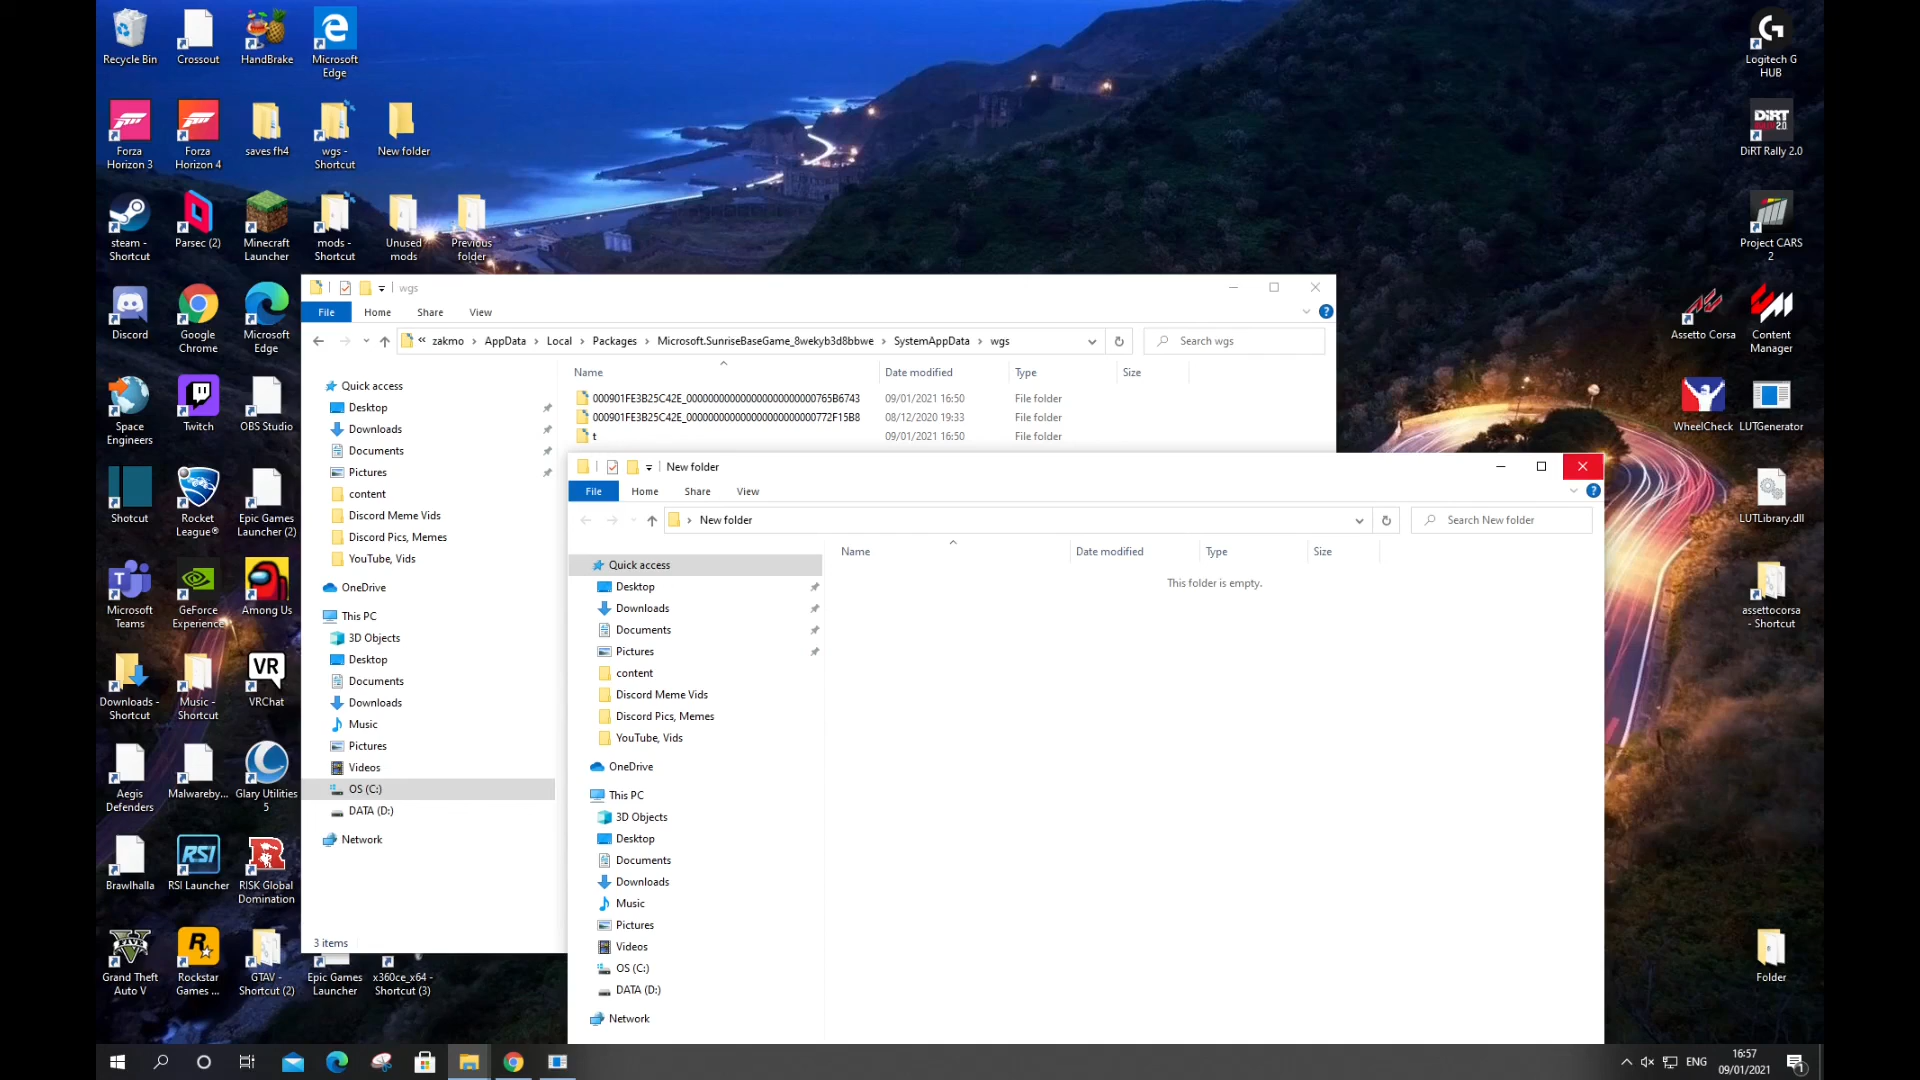 Recycle Bin
Crossout
HandBrake
Microsoft
Edge
Logitech G
HUB
Forza
Horizon 3
Forza
Horizon 4
saves fh4
wgs -
Shortcut
New folder
DiRT
RALLY
2.0
DiRT Rally 2.0
steam -
Shortcut
Parsec (2)
Minecraft
Launcher
mods -
Shortcut
Unused
mods
Previous
folder
Project CARS
2
Discord
Google
Chrome
Microsoft
Edge
Assetto Corsa
Content
Manager
Space
Engineers
Twitch
OBS Studio
WheelCheck
LUTGenerator
Shotcut
Rocket
League®
Epic Games
Launcher (2)
LUTLibrary.dll
Microsoft
Teams
GeForce
Experience
Among Us
assettocorsa
- Shortcut
Downloads -
Shortcut
Music -
Shortcut
VR
VRChat
Aegis
Defenders
Malwareby...
Glary Utilities
5
Brawlhalla
RSI
RSI Launcher
RISK Global
Domination
Grand Theft
Auto V
Rockstar
Games ...
GTAV -
Shortcut (2)
Epic Games
Launcher
x360ce_x64 -
Shortcut (3)
Folder
wgs
File Home Share View
« zakmo › AppData › Local › Packages › Microsoft.SunriseBaseGame_8wekyb3d8bbwe › SystemAppData › wgs
Search wgs
Name Date modified Type Size
000901FE3B25C42E_000000000000000000000000765B6743 09/01/2021 16:50 File folder
000901FE3B25C42E_000000000000000000000000772F15B8 08/12/2020 19:33 File folder
t 09/01/2021 16:50 File folder
Quick access
Desktop
Downloads
Documents
Pictures
content
Discord Meme Vids
Discord Pics, Memes
YouTube, Vids
OneDrive
This PC
3D Objects
Desktop
Documents
Downloads
Music
Pictures
Videos
OS (C:)
DATA (D:)
Network
3 items
New folder
File Home Share View
› New folder
Search New folder
Name Date modified Type Size
This folder is empty.
Quick access
Desktop
Downloads
Documents
Pictures
content
Discord Meme Vids
Discord Pics, Memes
YouTube, Vids
OneDrive
This PC
3D Objects
Desktop
Documents
Downloads
Music
Pictures
Videos
OS (C:)
DATA (D:)
Network
ENG
16:57
09/01/2021
1